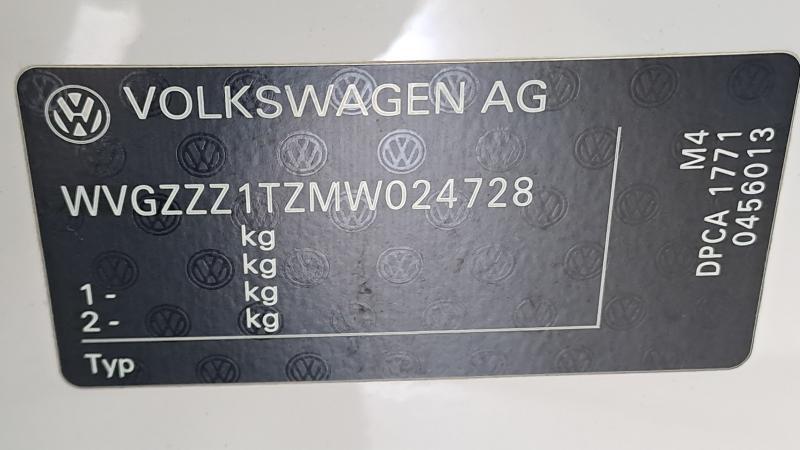 VOLKSWAGEN AG
WVGZZZ1TZMW024728
kg
kg
1 - kg
2 - kg
Typ
M4
DPCA 1771
0456013